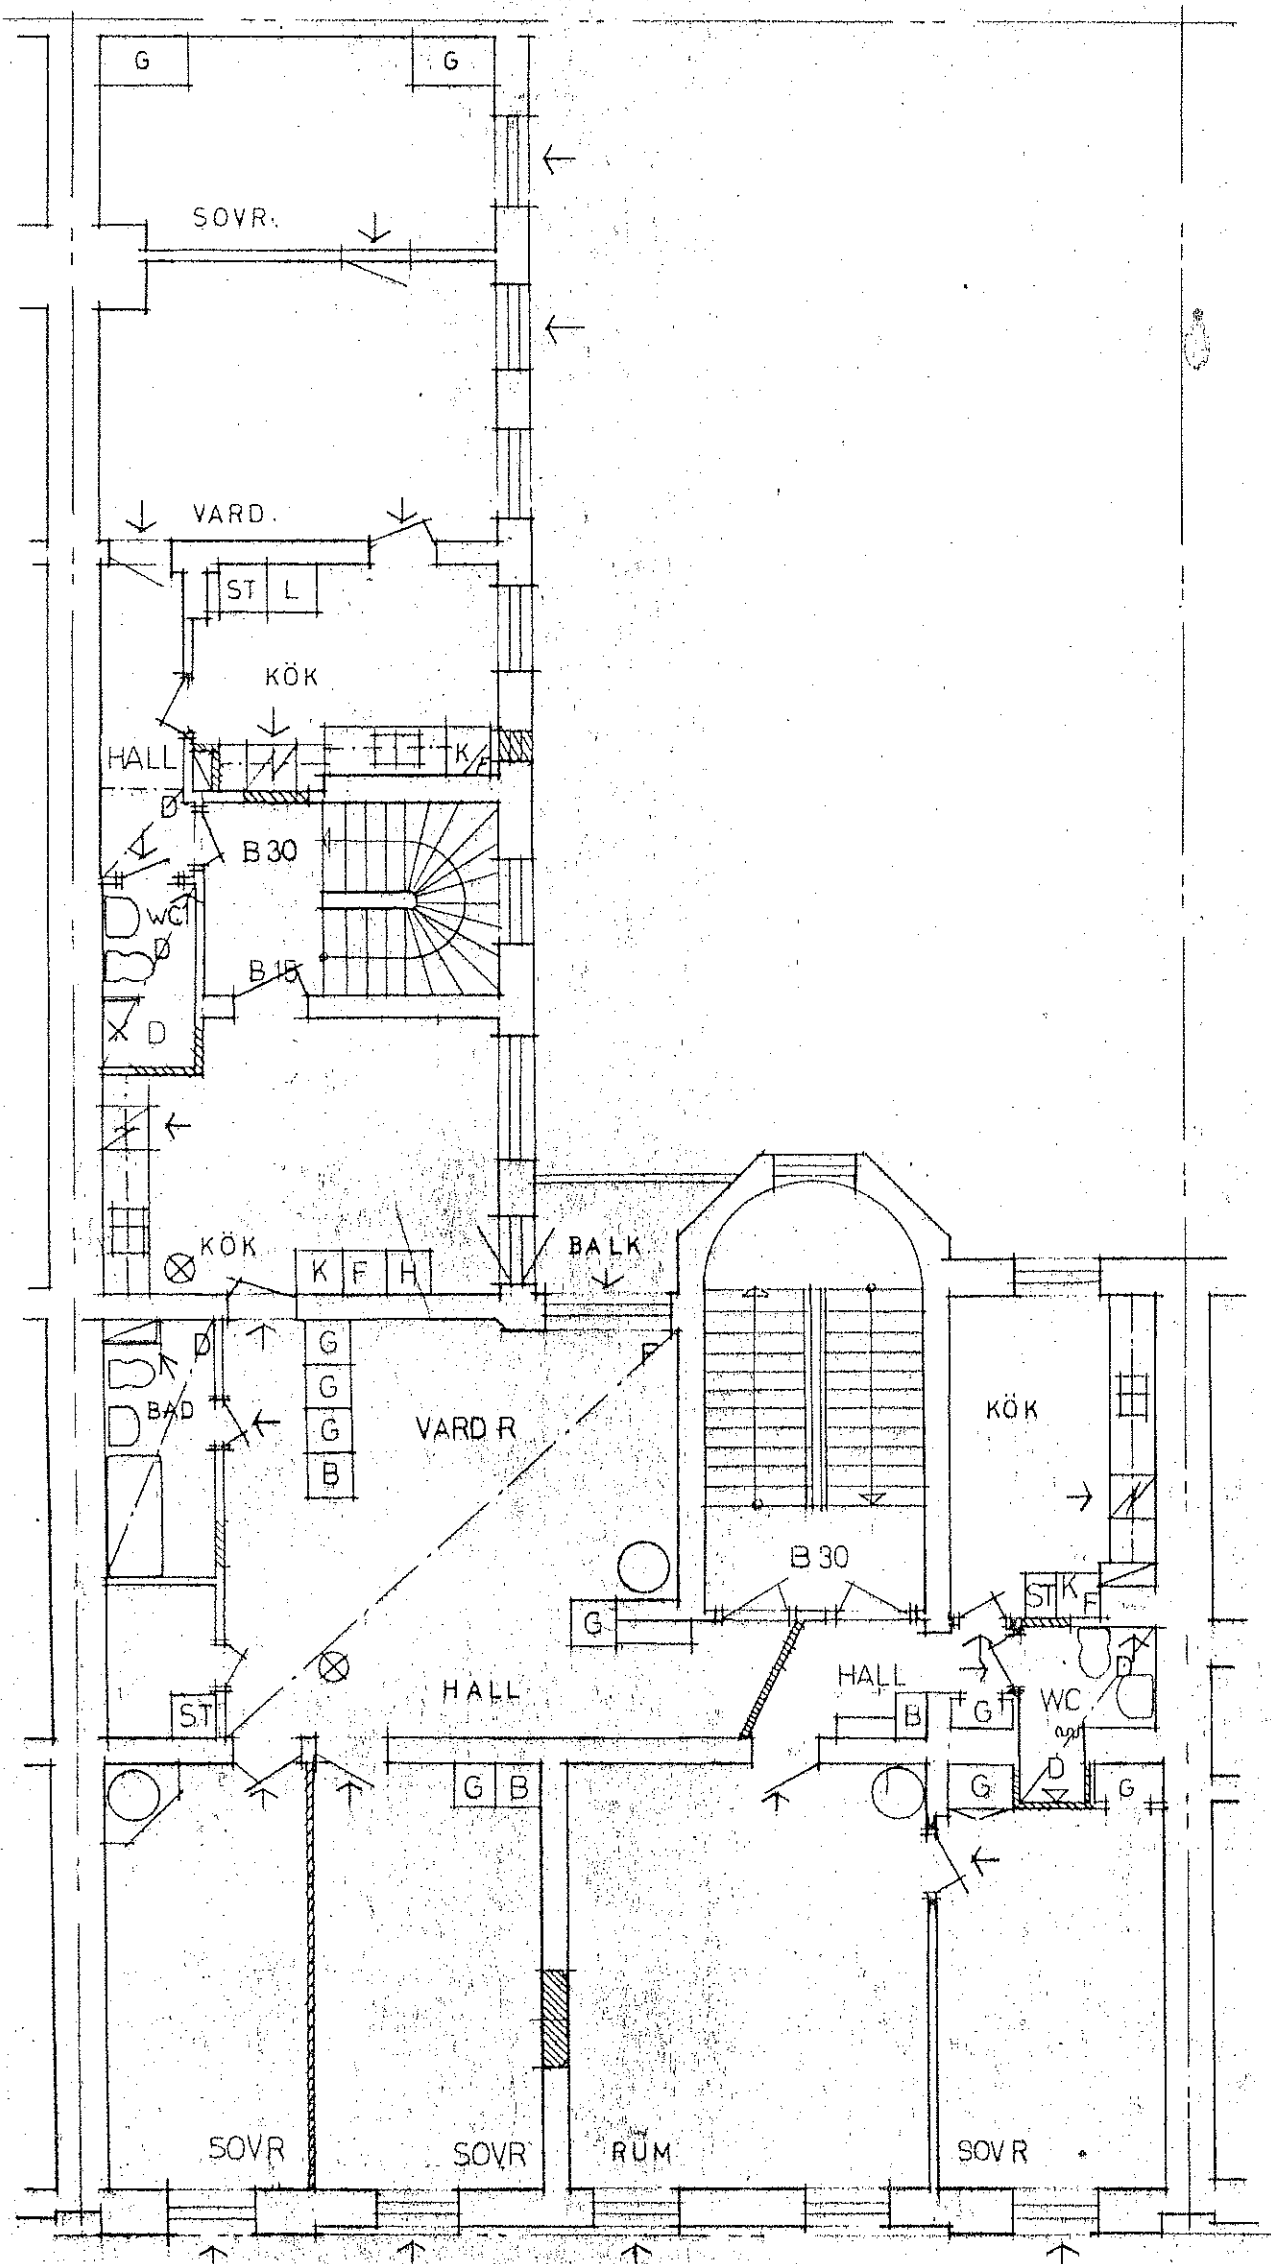 G G
SOVR.
VARD.
ST L
KÖK
K/F
HALL
D
B 30
WC
D
B 15
D
KÖK
K F H
BALK
D
F
G
G
G
B
BAD
VARD R
KÖK
B 30
ST K F
G
HALL
HALL
ST
B G
WC
D
G B
G
D
G
SOVR
SOVR
RUM
SOVR